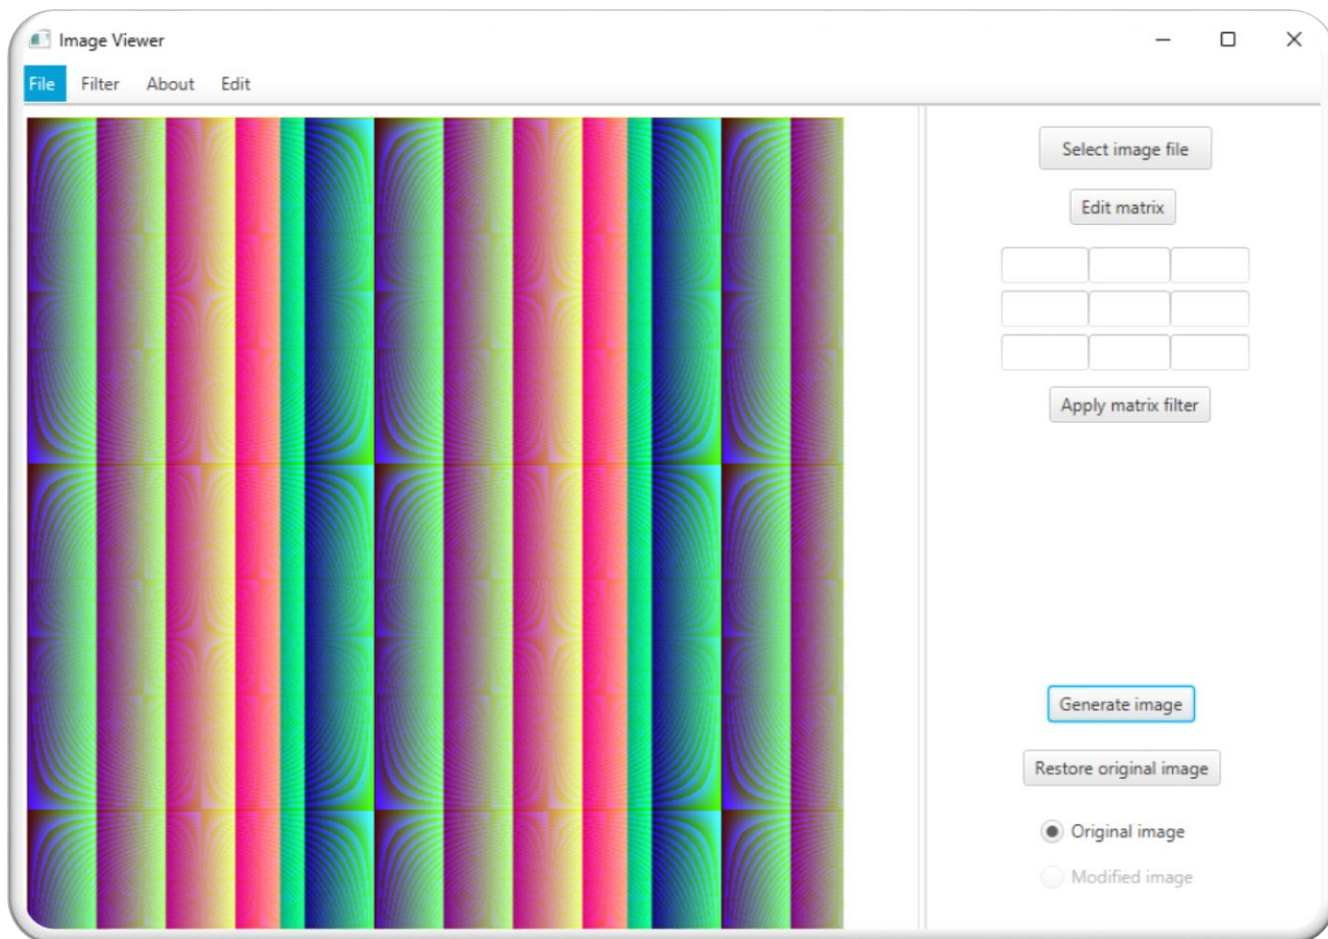 Image Viewer
File Filter About Edit
Select image file
Edit matrix
Apply matrix filter
Generate image
Restore original image
Original image
Modified image